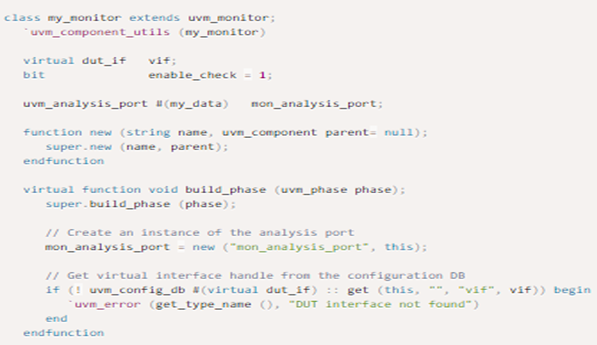 class my_monitor extends uvm_monitor;
`uvm_component_utils (my_monitor)
virtual dut_if vif;
bit enable_check = 1;
uvm_analysis_port #(my_data) mon_analysis_port;
function new (string name, uvm_component parent= null);
super.new (name, parent);
endfunction
virtual function void build_phase (uvm_phase phase);
super.build_phase (phase);
// Create an instance of the analysis port
mon_analysis_port = new ("mon_analysis_port", this);
// Get virtual interface handle from the configuration DB
if (! uvm_config_db #(virtual dut_if) :: get (this, "", "vif", vif)) begin
`uvm_error (get_type_name (), "DUT interface not found")
end
endfunction